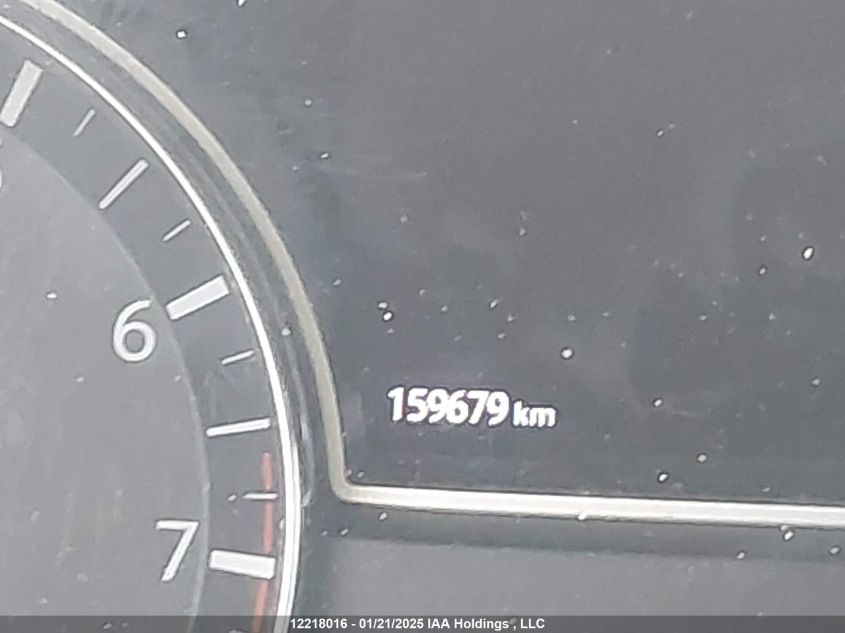 6
159679 km
7
12218016 - 01/21/2025 IAA Holdings , LLC